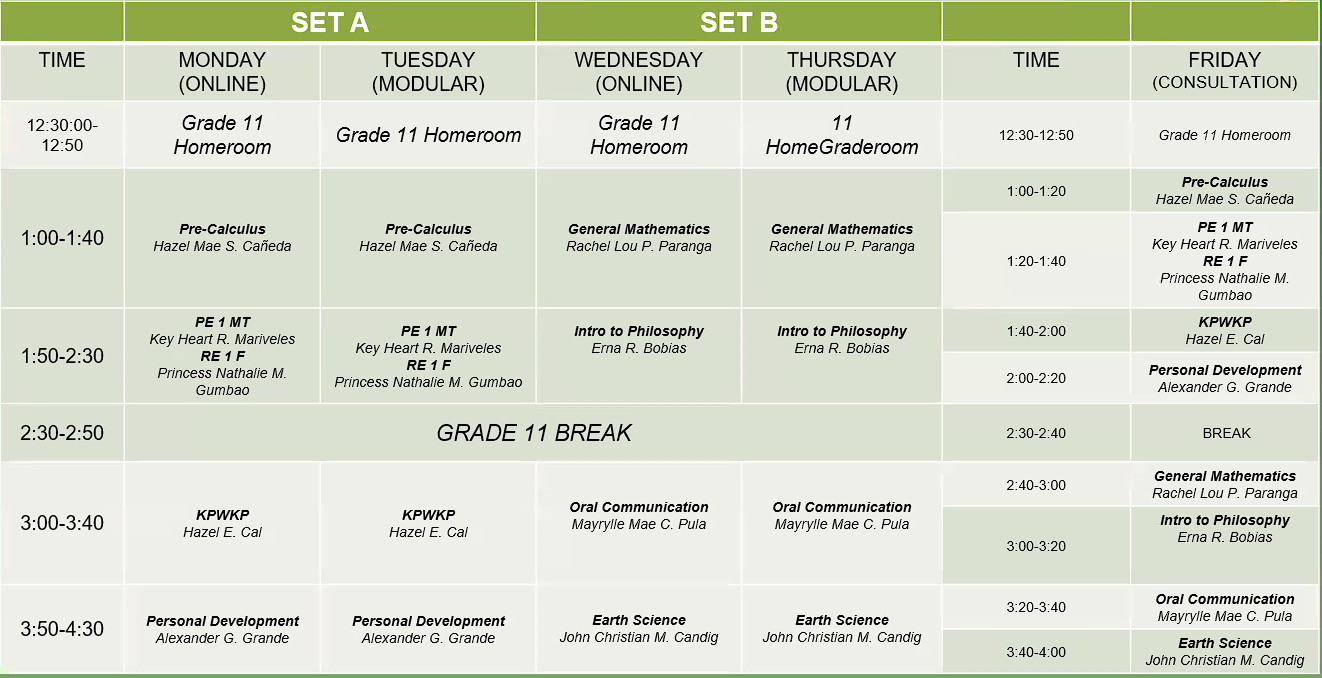 SET A
SET B
TIME
MONDAY
(ONLINE)
TUESDAY
(MODULAR)
WEDNESDAY
(ONLINE)
THURSDAY
(MODULAR)
TIME
FRIDAY
(CONSULTATION)
12:30:00-
12:50
Grade 11
Homeroom
Grade 11 Homeroom
Grade 11
Homeroom
11
HomeGraderoom
12:30-12:50
Grade 11 Homeroom
1:00-1:40
Pre-Calculus
Hazel Mae S. Cañeda
Pre-Calculus
Hazel Mae S. Cañeda
General Mathematics
Rachel Lou P. Paranga
General Mathematics
Rachel Lou P. Paranga
1:00-1:20
Pre-Calculus
Hazel Mae S. Cañeda
1:20-1:40
PE 1 MT
Key Heart R. Mariveles
RE 1 F
Princess Nathalie M.
Gumbao
1:50-2:30
PE 1 MT
Key Heart R. Mariveles
RE 1 F
Princess Nathalie M.
Gumbao
PE 1 MT
Key Heart R. Mariveles
RE 1 F
Princess Nathalie M. Gumbao
Intro to Philosophy
Erna R. Bobias
Intro to Philosophy
Erna R. Bobias
1:40-2:00
KPWKP
Hazel E. Cal
2:00-2:20
Personal Development
Alexander G. Grande
2:30-2:50
GRADE 11 BREAK
2:30-2:40
BREAK
3:00-3:40
KPWKP
Hazel E. Cal
KPWKP
Hazel E. Cal
Oral Communication
Mayrylle Mae C. Pula
Oral Communication
Mayrylle Mae C. Pula
2:40-3:00
General Mathematics
Rachel Lou P. Paranga
3:00-3:20
Intro to Philosophy
Erna R. Bobias
3:50-4:30
Personal Development
Alexander G. Grande
Personal Development
Alexander G. Grande
Earth Science
John Christian M. Candig
Earth Science
John Christian M. Candig
3:20-3:40
Oral Communication
Mayrylle Mae C. Pula
3:40-4:00
Earth Science
John Christian M. Candig